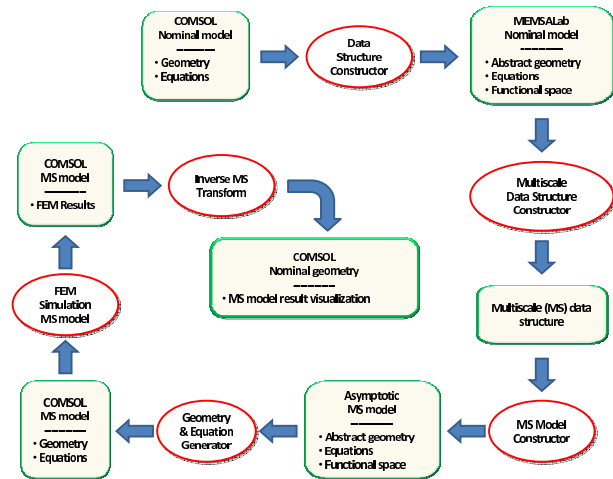 COMSOL
Nominal model
-----------
• Geometry
• Equations
Data
Structure
Constructor
MEMSALab
Nominal model
-----------
• Abstract geometry
• Equations
• Functional space
Multiscale
Data Structure
Constructor
Multiscale (MS) data
structure
MS Model
Constructor
Asymptotic
MS model
-----------
• Abstract geometry
• Equations
• Functional space
Geometry
& Equation
Generator
COMSOL
MS model
-----------
• Geometry
• Equations
FEM
Simulation
MS model
COMSOL
MS model
-----------
• FEM Results
Inverse MS
Transform
COMSOL
Nominal geometry
-----------
• MS model result visualization